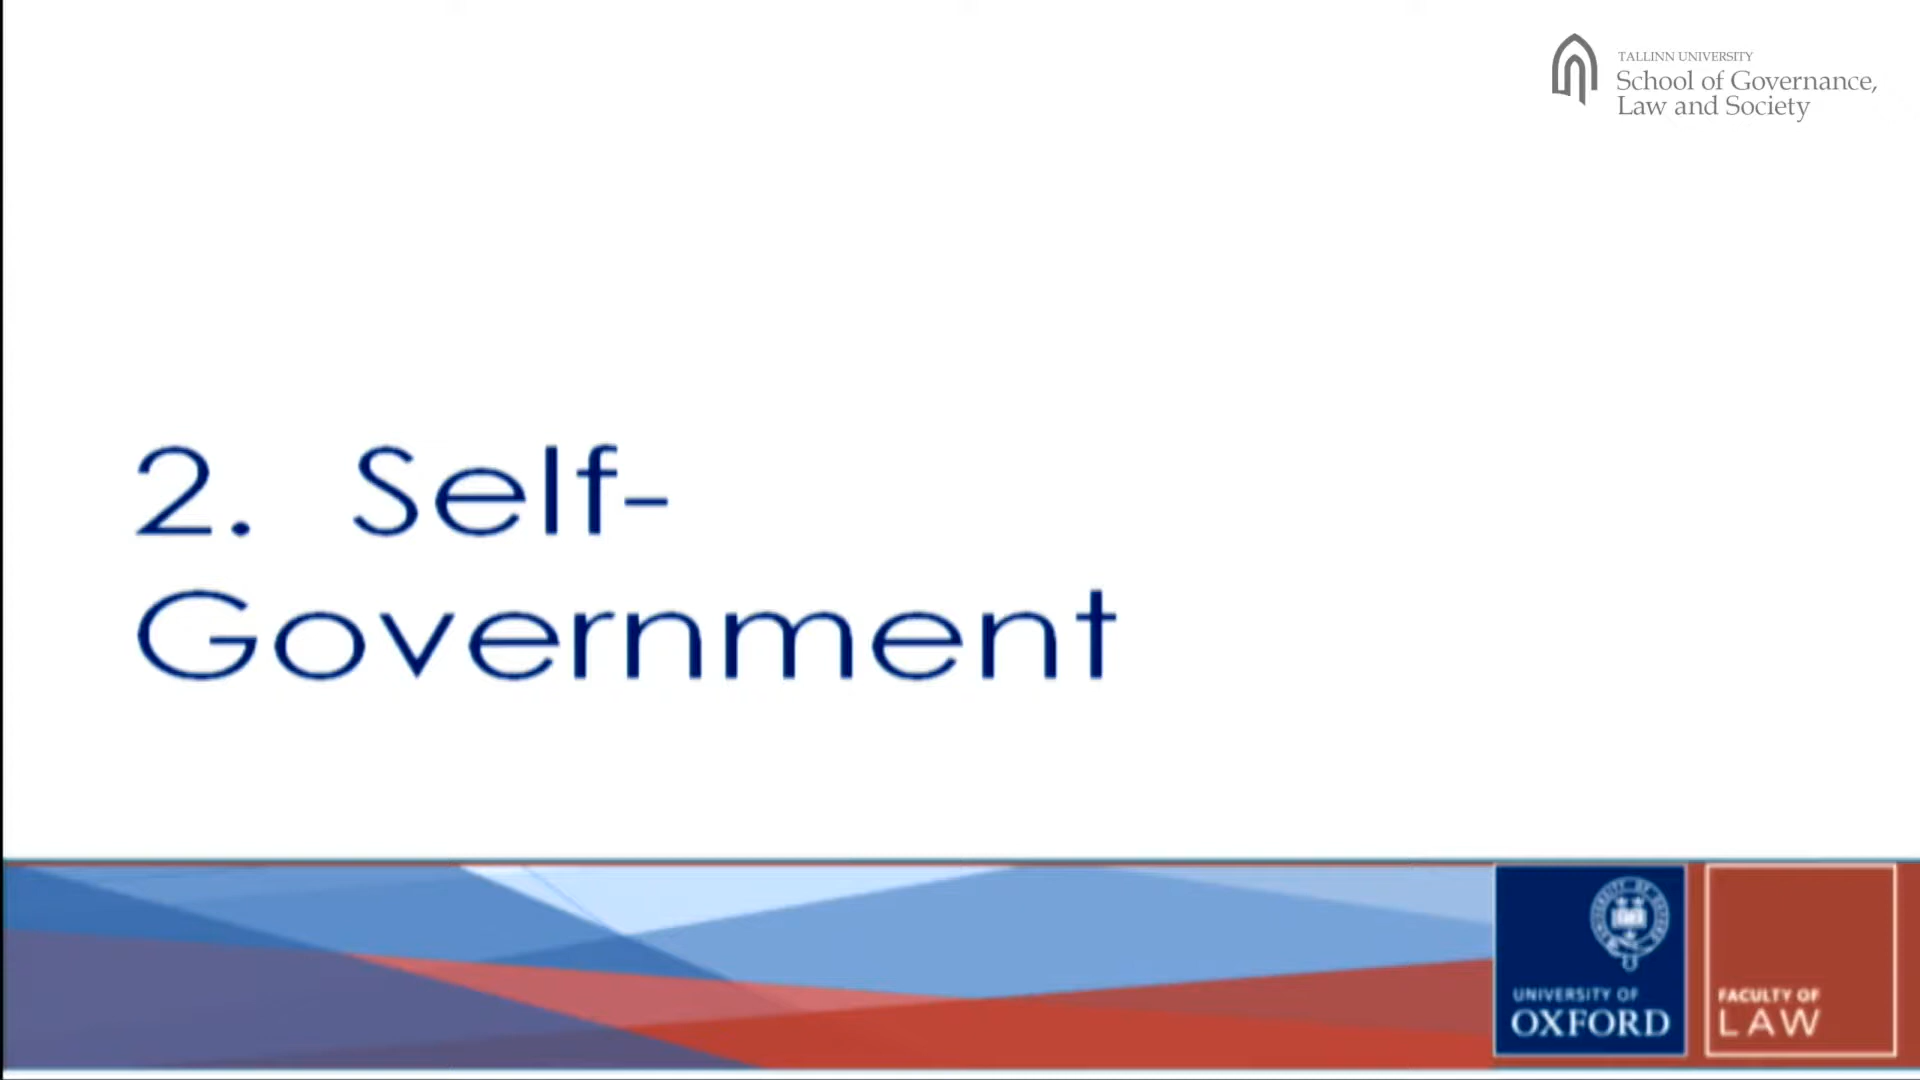 TALLINN UNIVERSITY
School of Governance,
Law and Society
2. Self-
Government
UNIVERSITY OF
OXFORD
FACULTY OF
LAW